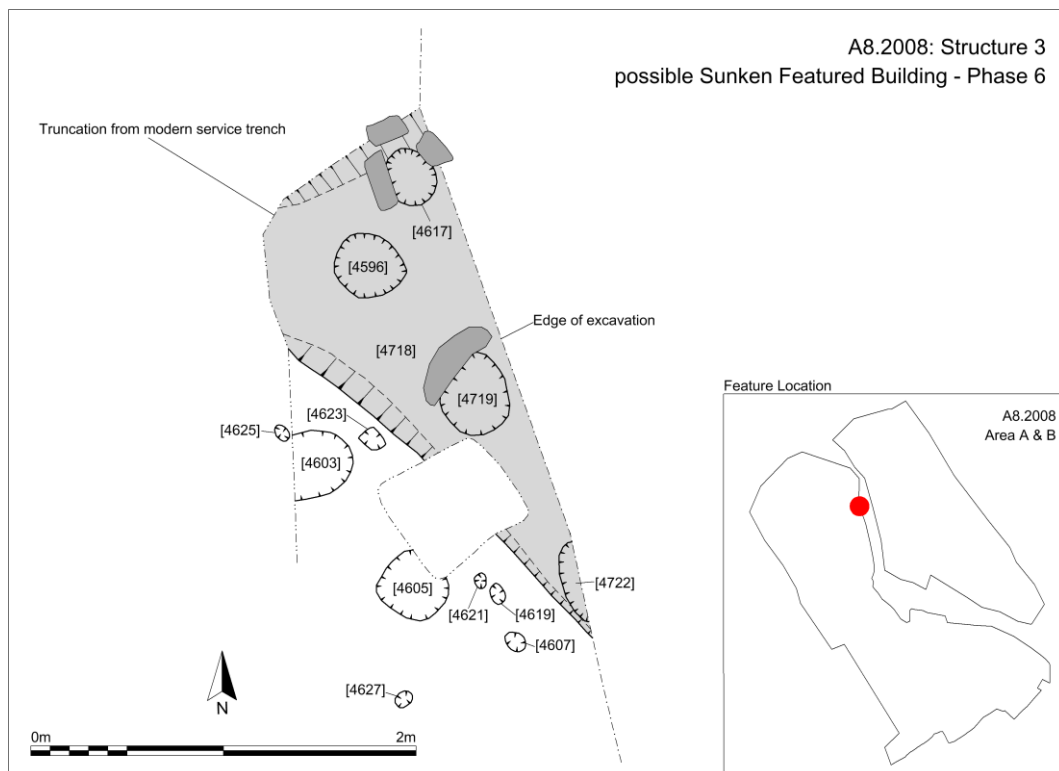 A8.2008: Structure 3
possible Sunken Featured Building - Phase 6
Truncation from modern service trench
[4617]
[4596]
Edge of excavation
[4718]
[4719]
[4623]
[4625]
[4603]
[4605]
[4722]
[4621]
[4619]
[4607]
[4627]
N
0m
2m
Feature Location
A8.2008
Area A & B